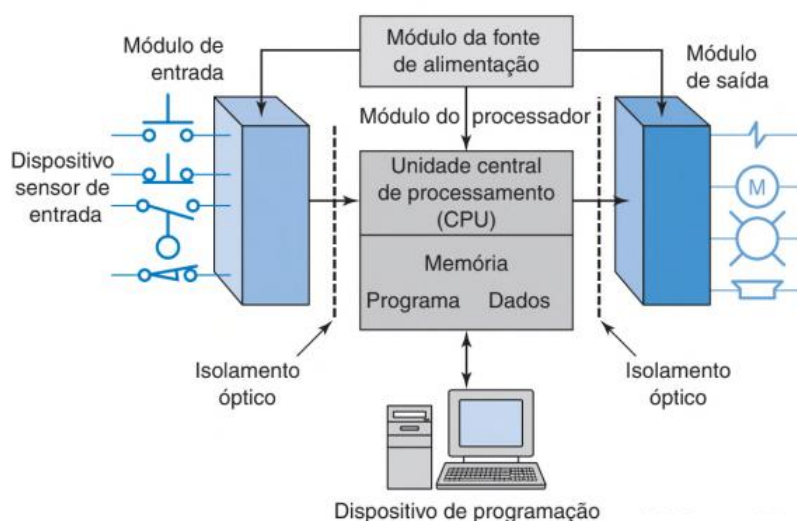 Módulo de
entrada
Módulo da fonte
de alimentação
Módulo
de saída
Módulo do processador
Dispositivo
sensor de
entrada
Unidade central
de processamento
(CPU)
M
Memória
Programa Dados
Isolamento
óptico
Isolamento
óptico
Dispositivo de programação